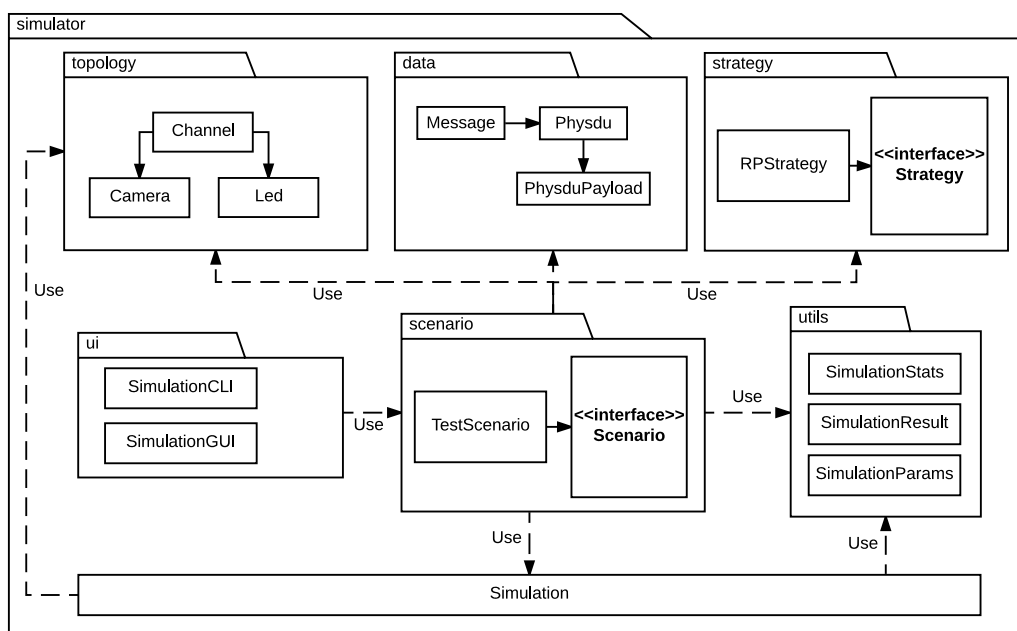 simulator
topology
data
strategy
Channel
Camera
Led
Message
Physdu
PhysduPayload
RPStrategy
<<interface>>
Strategy
Use
Use
Use
ui
SimulationCLI
SimulationGUI
Use
scenario
TestScenario
<<interface>>
Scenario
Use
utils
SimulationStats
SimulationResult
SimulationParams
Use
Use
Simulation